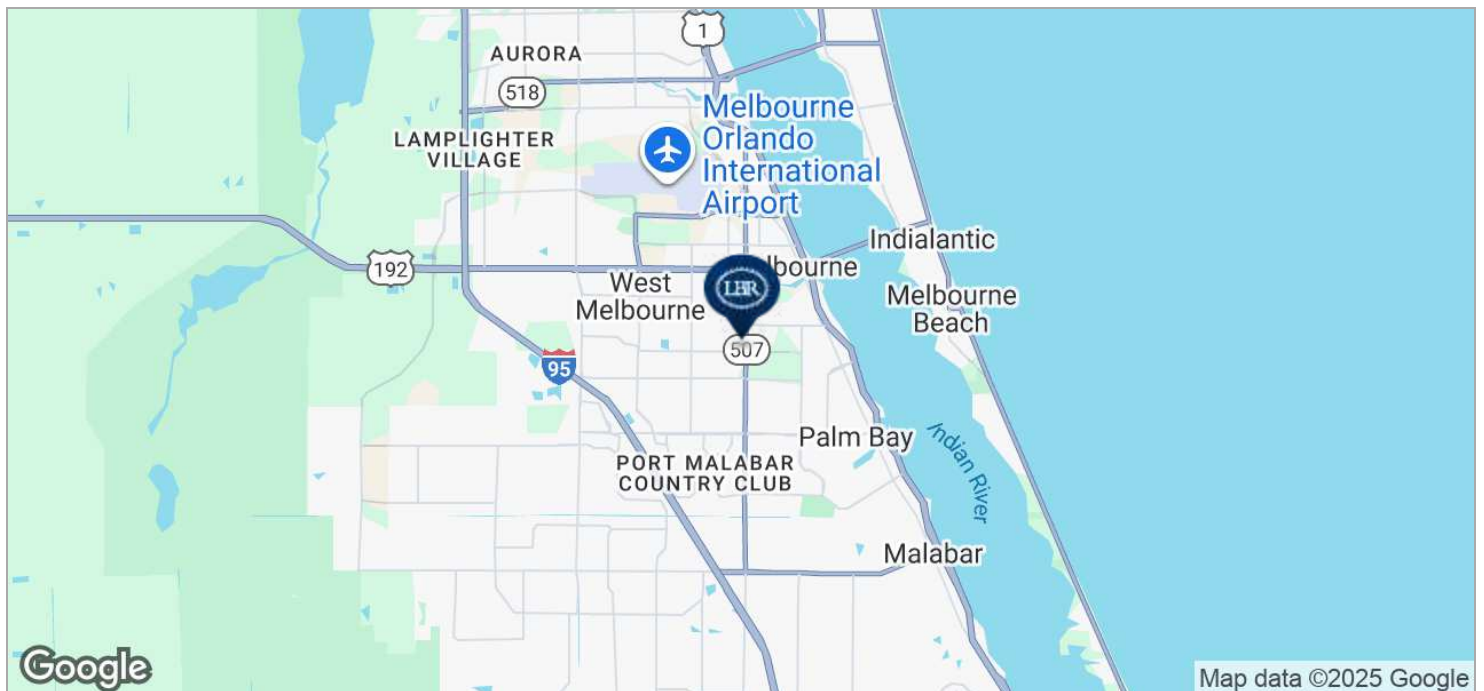 1
AURORA
518
Melbourne
Orlando
International
Airport
LAMPLIGHTER
VILLAGE
Indialantic
192
lbourne
West
Melbourne
LBR
Melbourne
Beach
507
95
Palm Bay
Indian River
PORT MALABAR
COUNTRY CLUB
Malabar
Google
Map data ©2025 Google